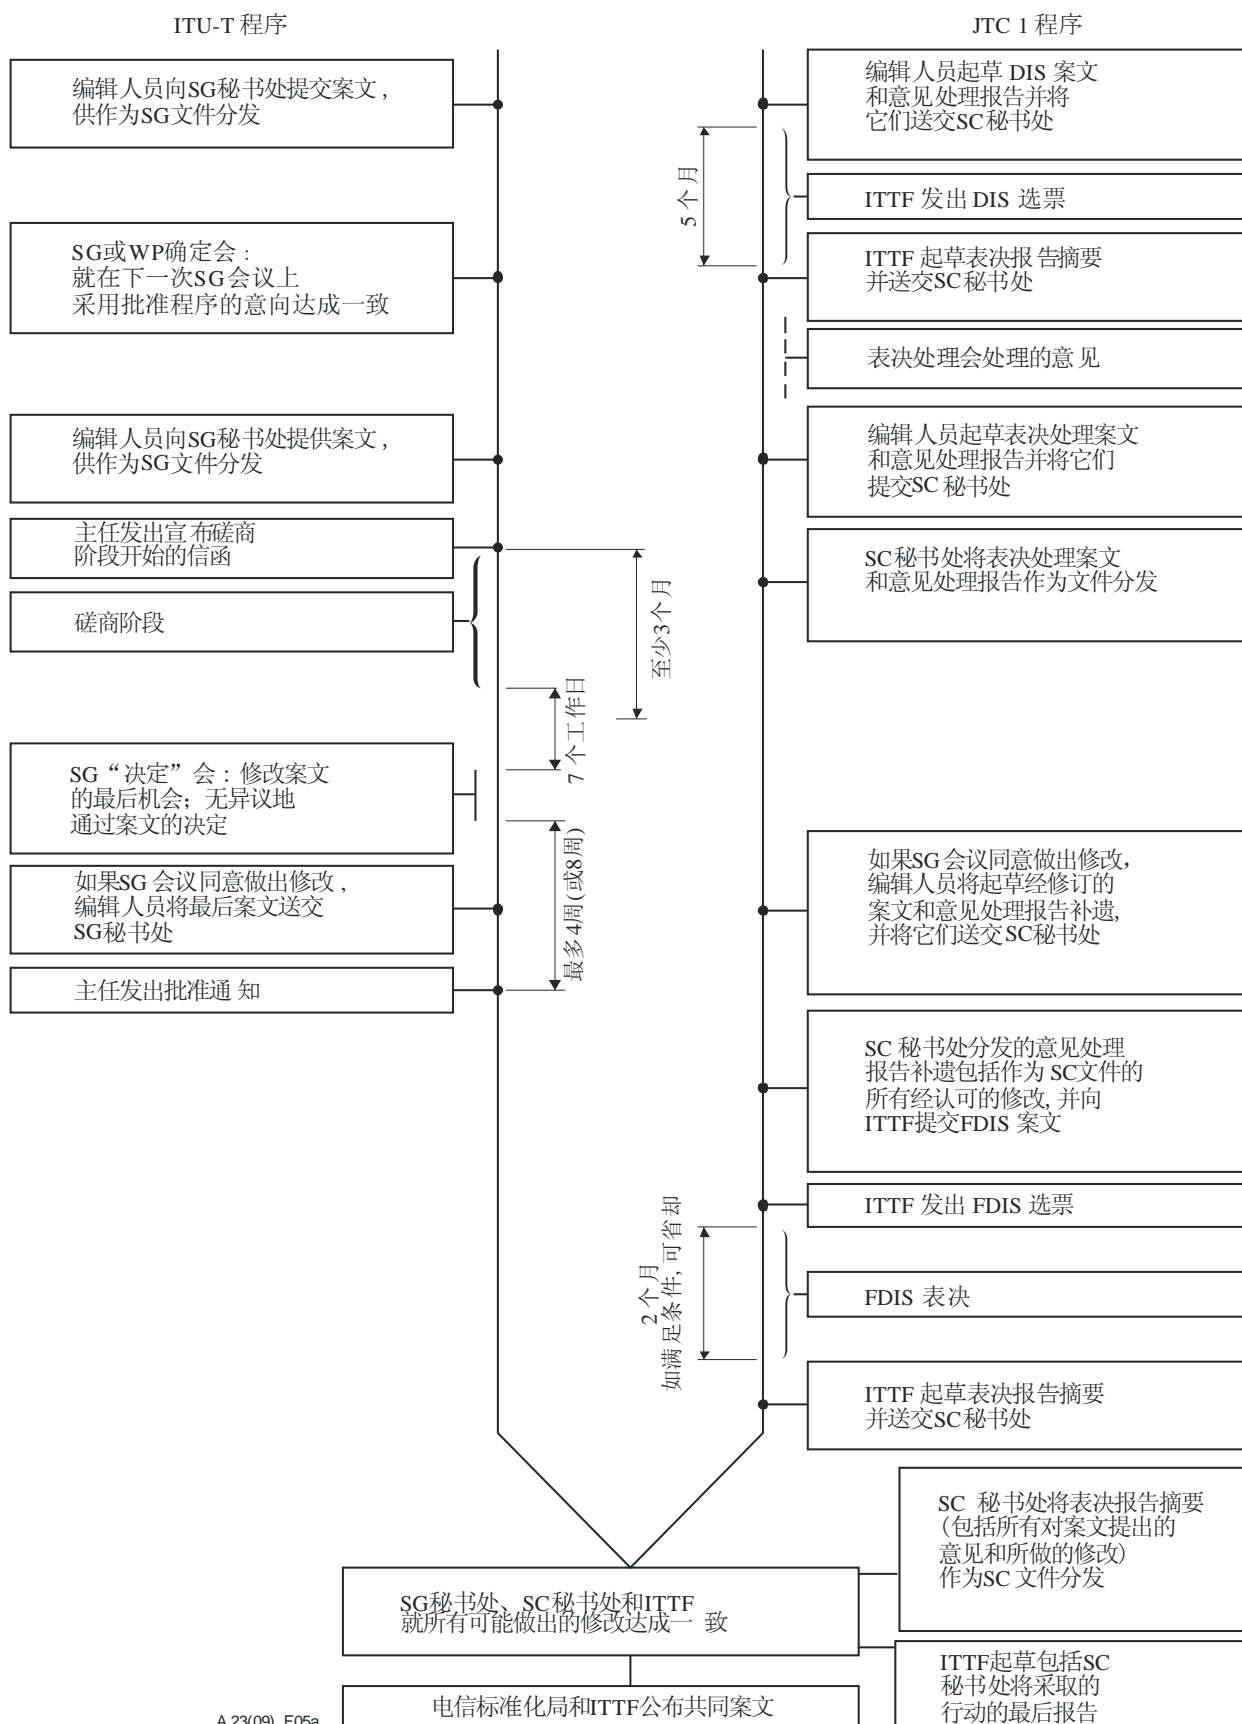 ITU-T 程序
编辑人员向SG秘书处提交案文,
供作为SG文件分发
SG或WP确定会:
就在下一次SG会议上
采用批准程序的意向达成一致
编辑人员向SG秘书处提供案文,
供作为SG文件分发
主任发出宣布磋商
阶段开始的信函
磋商阶段
至少3个月
7 个工作日
SG“决定”会:修改案文
的最后机会;无异议地
通过案文的决定
如果SG 会议同意做出修改,
编辑人员将最后案文送交
SG秘书处
最多4周(或8周)
主任发出批准通知
JTC 1 程序
编辑人员起草 DIS 案文
和意见处理报告并将
它们送交SC秘书处
5 个月
ITTF 发出 DIS 选票
ITTF 起草表决报告摘要
并送交SC秘书处
表决处理会处理的意见
编辑人员起草表决处理案文
和意见处理报告并将它们
提交SC 秘书处
SC秘书处将表决处理案文
和意见处理报告作为文件分发
如果SG 会议同意做出修改,
编辑人员将起草经修订的
案文和意见处理报告补遗,
并将它们送交SC秘书处
SC 秘书处分发的意见处理
报告补遗包括作为 SC文件的
所有经认可的修改, 并向
ITTF提交FDIS 案文
ITTF 发出 FDIS 选票
2 个月
如满足条件, 可省却
FDIS 表决
ITTF 起草表决报告摘要
并送交SC秘书处
SC 秘书处将表决报告摘要
(包括所有对案文提出的
意见和所做的修改)
作为SC 文件分发
SG秘书处、SC秘书处和ITTF
就所有可能做出的修改达成一致
ITTF起草包括SC
秘书处将采取的
行动的最后报告
电信标准化局和ITTF公布共同案文
A.23(09)_F05a